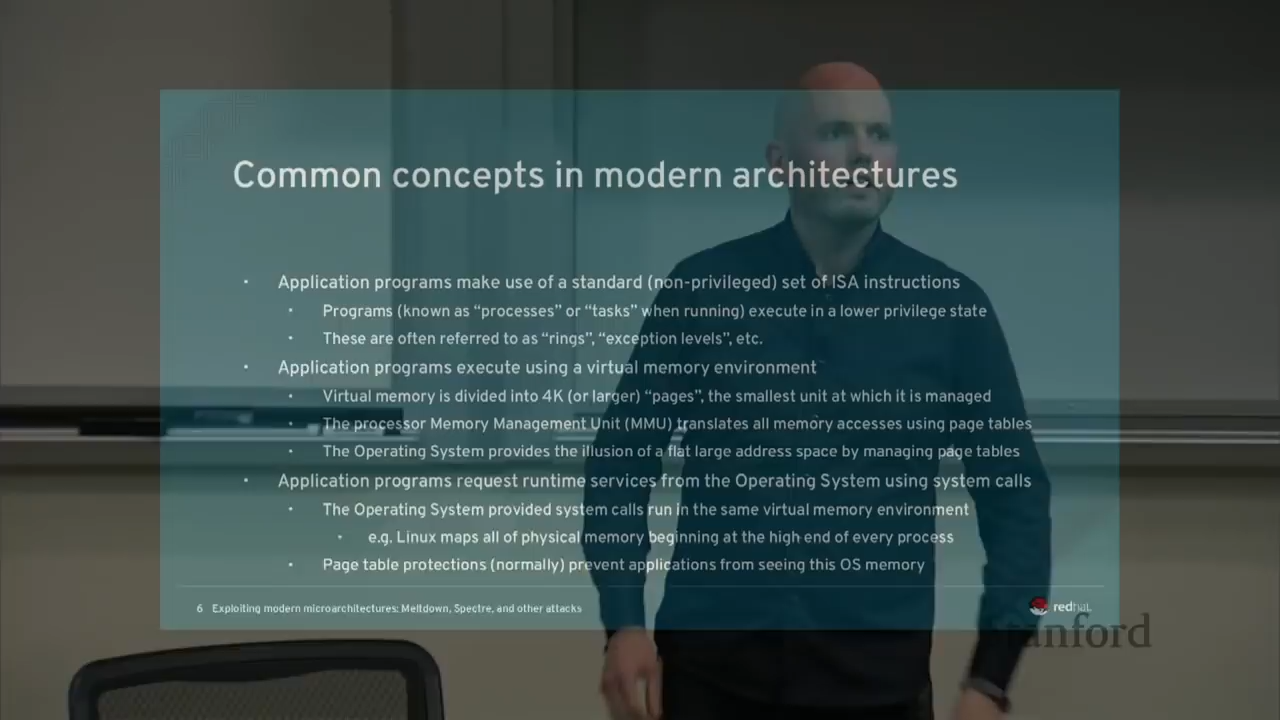 Common concepts in modern architectures
• Application programs make use of a standard (non-privileged) set of ISA instructions
• Programs (known as “processes” or “tasks” when running) execute in a lower privilege state
• These are often referred to as “rings”, “exception levels”, etc.
• Application programs execute using a virtual memory environment
• Virtual memory is divided into 4K (or larger) “pages”, the smallest unit at which it is managed
• The processor Memory Management Unit (MMU) translates all memory accesses using page tables
• The Operating System provides the illusion of a flat large address space by managing page tables
• Application programs request runtime services from the Operating System using system calls
• The Operating System provided system calls run in the same virtual memory environment
• e.g. Linux maps all of physical memory beginning at the high end of every process
• Page table protections (normally) prevent applications from seeing this OS memory
6 Exploiting modern microarchitectures: Meltdown, Spectre, and other attacks
redhat
Stanford